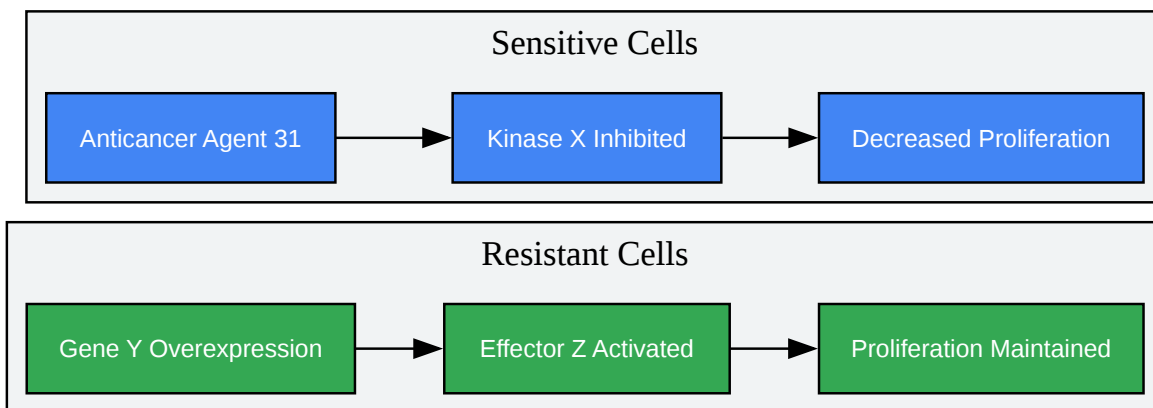 Sensitive Cells
Anticancer Agent 31
Kinase X Inhibited
Decreased Proliferation
Resistant Cells
Gene Y Overexpression
Effector Z Activated
Proliferation Maintained